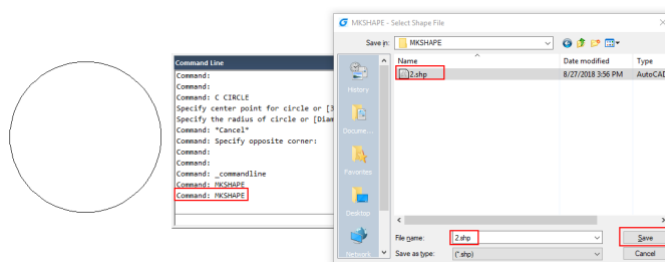 Command Line
Command:
Command:
Command: C CIRCLE
Specify center point for circle or [3
Specify the radius of circle or [Diam
Command: *Cancel*
Command: Specify opposite corner:
Command:
Command:
Command: _commandline
Command: MKSHAPE
Command: MKSHAPE
MKSHAPE - Select Shape File
Save in: MKSHAPE
Name Date modified Type
2.shp 8/27/2018 3:56 PM AutoCAD
History
Docume...
Favorites
Desktop
Network
File name: 2.shp Save
Save as type: (*.shp) Cancel